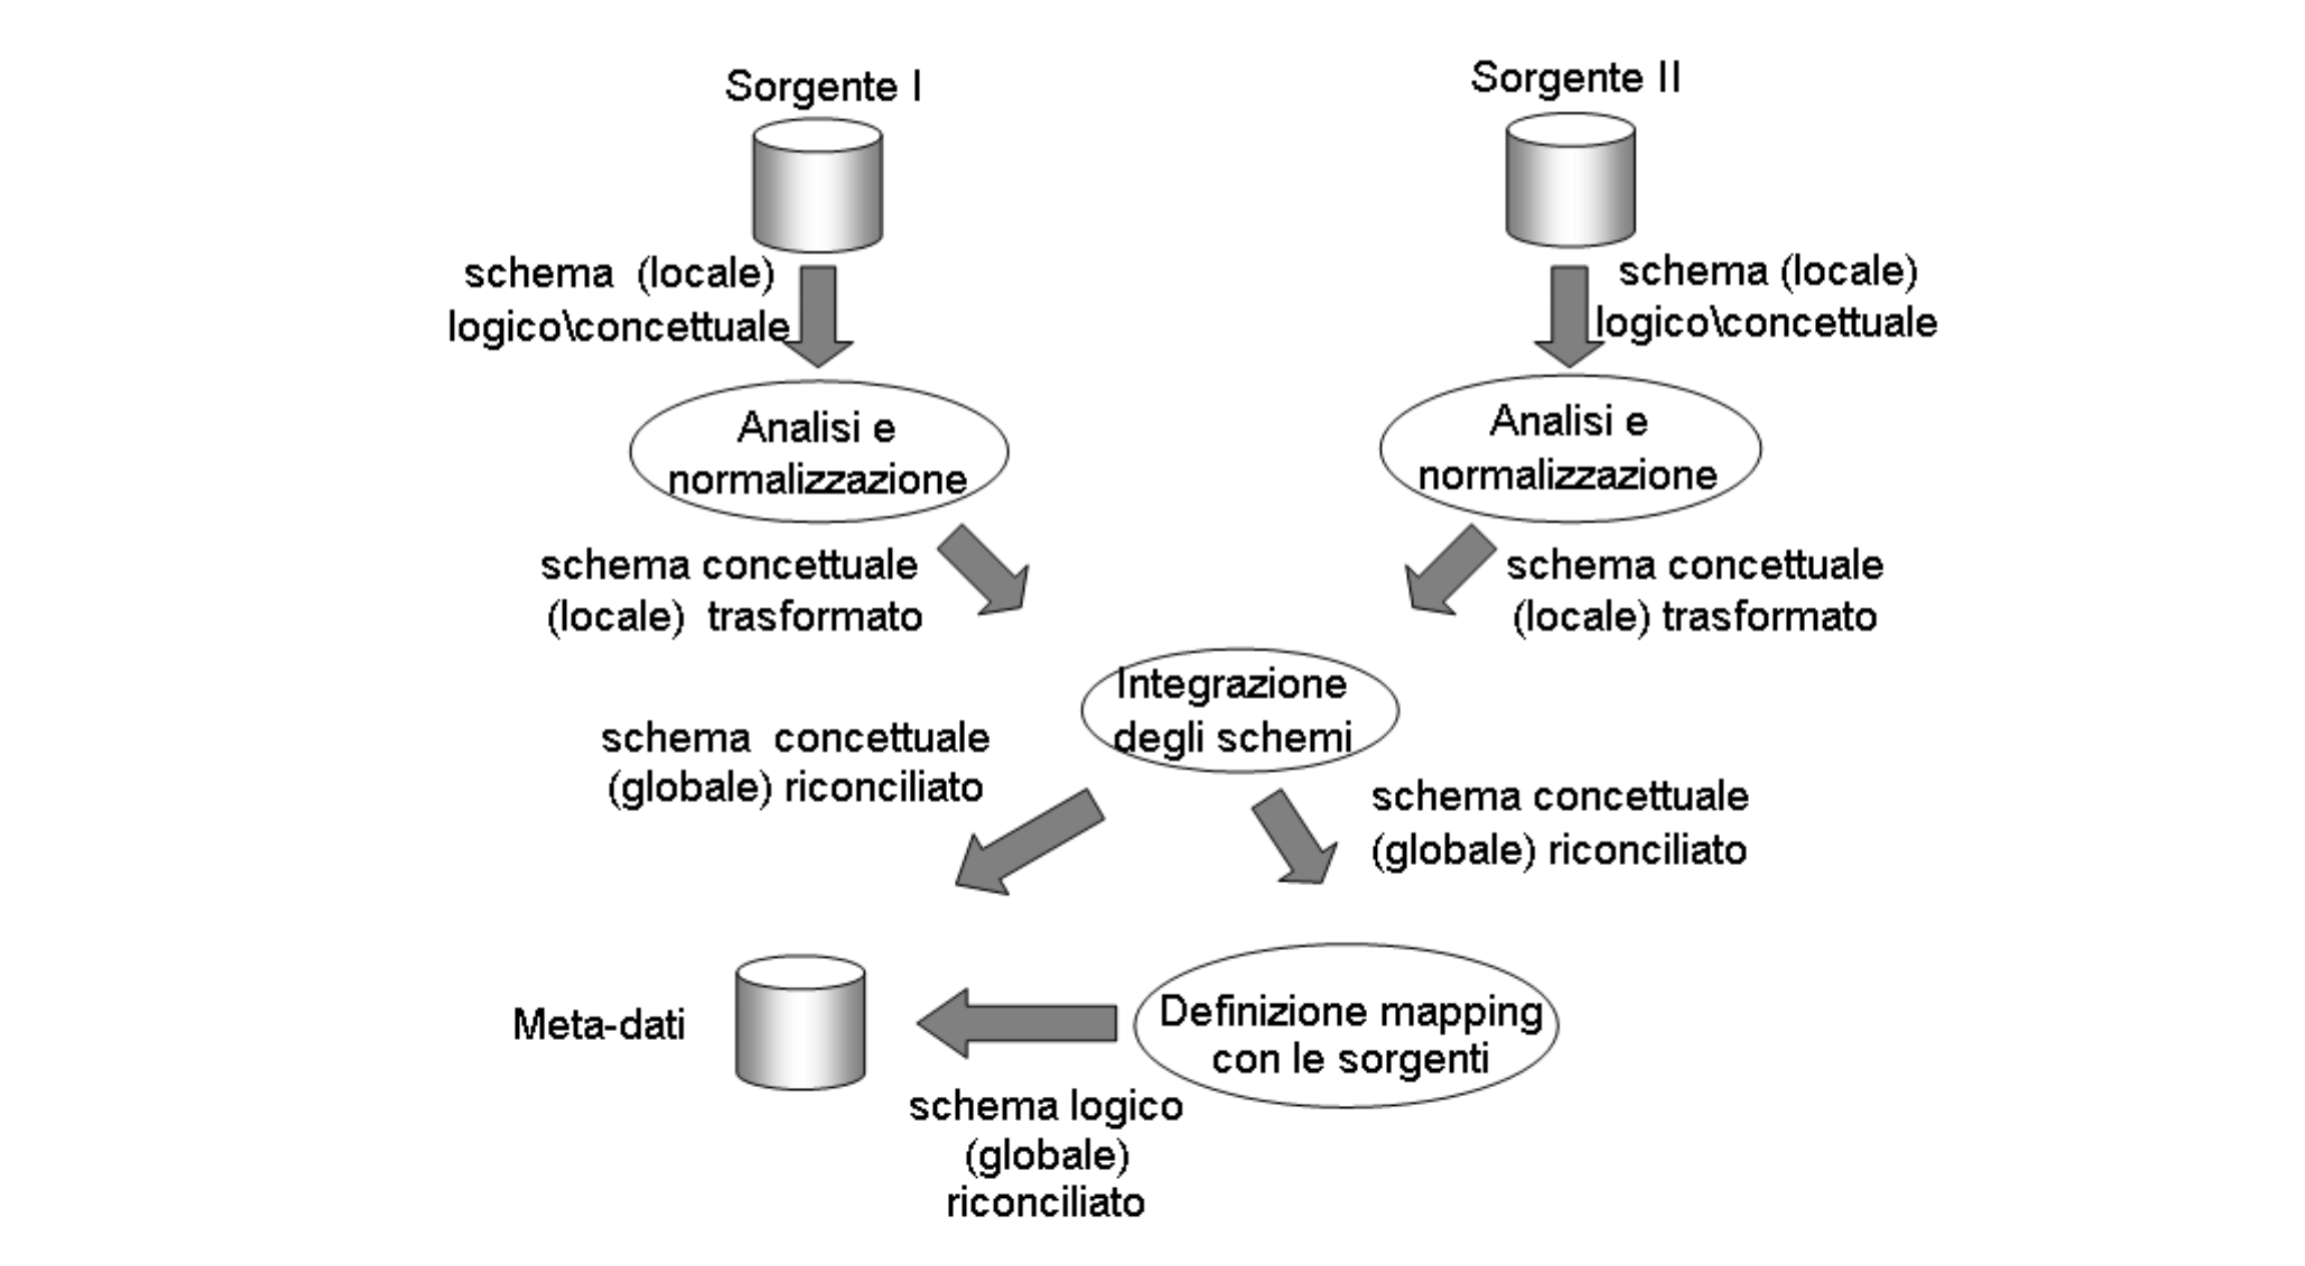 Sorgente I
Sorgente II
schema (locale)
logico\concettuale
schema (locale)
logico\concettuale
Analisi e
normalizzazione
Analisi e
normalizzazione
schema concettuale
(locale) trasformato
schema concettuale
(locale) trasformato
Integrazione
degli schemi
schema concettuale
(globale) riconciliato
schema concettuale
(globale) riconciliato
Meta-dati
Definizione mapping
con le sorgenti
schema logico
(globale)
riconciliato